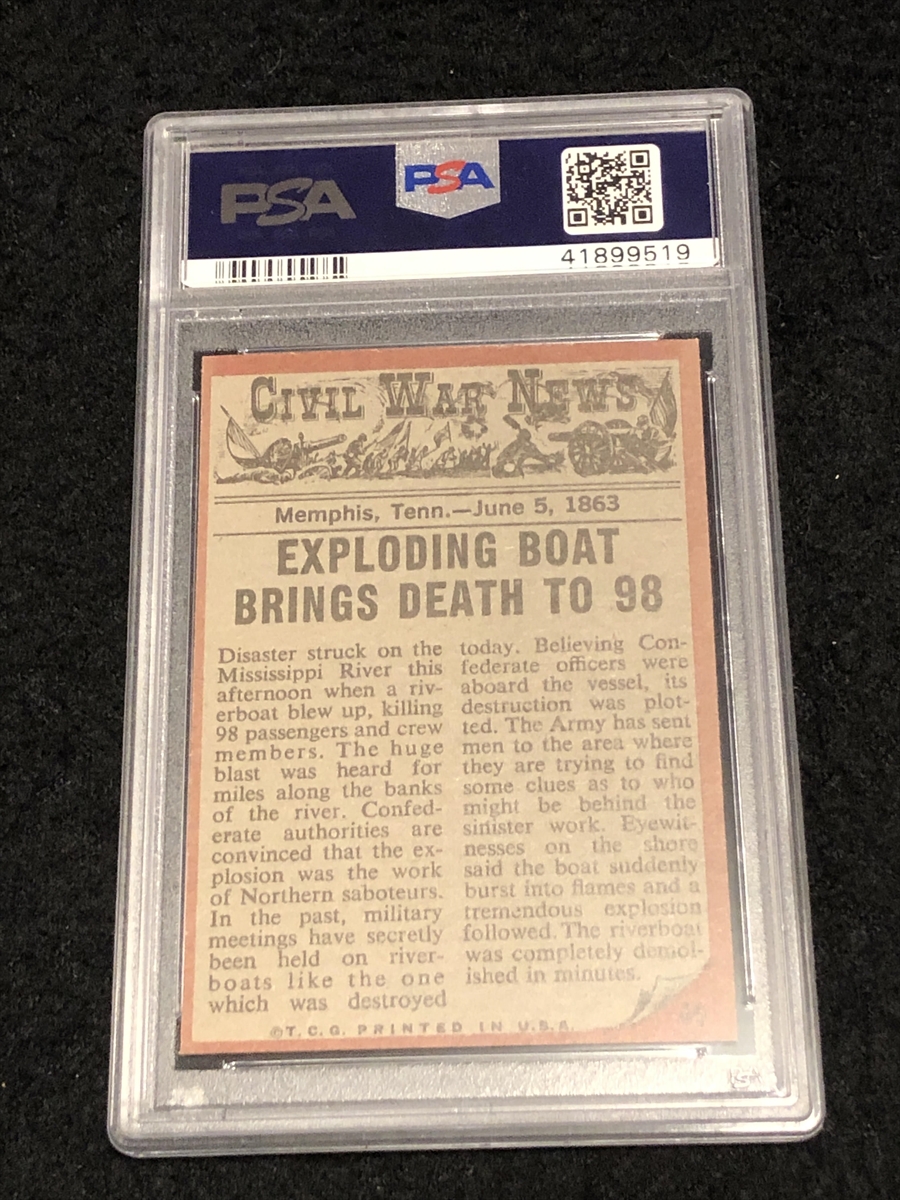 PSA
PSA
41899519
CIVIL WAR NEWS
Memphis, Tenn.—June 5, 1863
EXPLODING BOAT
BRINGS DEATH TO 98
Disaster struck on the
Mississippi River this
afternoon when a riv-
erboat blew up, killing
98 passengers and crew
members. The huge
blast was heard for
miles along the banks
of the river. Confed-
erate authorities are
convinced that the ex-
plosion was the work
of Northern saboteurs.
In the past, military
meetings have secretly
been held on river-
boats like the one
which was destroyed
today. Believing Con-
federate officers were
aboard the vessel, its
destruction was plot-
ted. The Army has sent
men to the area where
they are trying to find
some clues as to who
might be behind the
sinister work. Eyewit-
nesses on the shore
said the boat suddenly
burst into flames and a
tremendous explosion
followed. The riverboat
was completely demol-
ished in minutes.
©T.C.G. PRINTED IN U.S.A.